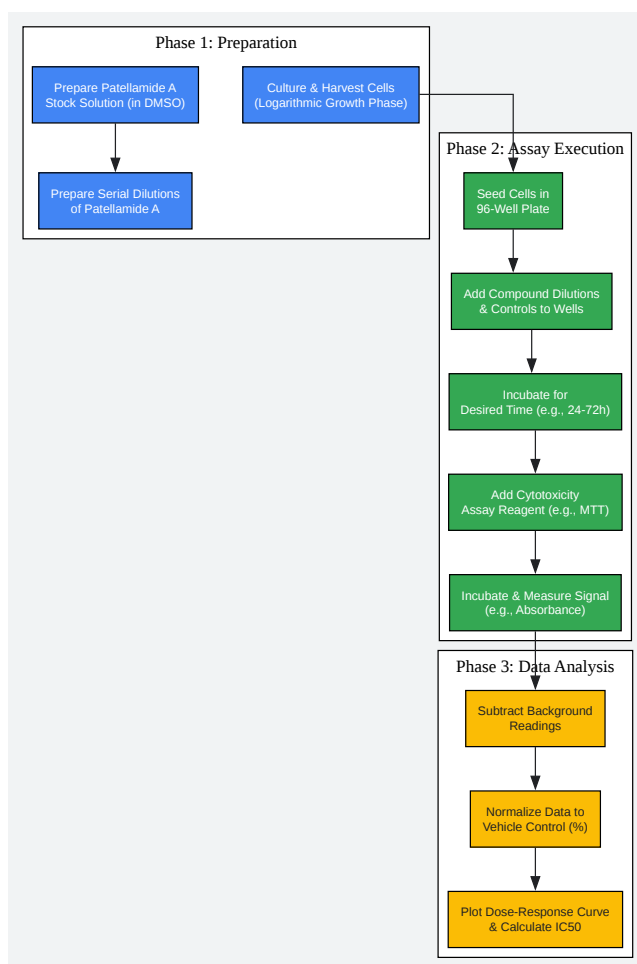 Phase 1: Preparation
Prepare Patellamide A
Stock Solution (in DMSO)
Culture & Harvest Cells
(Logarithmic Growth Phase)
Prepare Serial Dilutions
of Patellamide A
Phase 2: Assay Execution
Seed Cells in
96-Well Plate
Add Compound Dilutions
& Controls to Wells
Incubate for
Desired Time (e.g., 24-72h)
Add Cytotoxicity
Assay Reagent (e.g., MTT)
Incubate & Measure Signal
(e.g., Absorbance)
Phase 3: Data Analysis
Subtract Background
Readings
Normalize Data to
Vehicle Control (%)
Plot Dose-Response Curve
& Calculate IC50